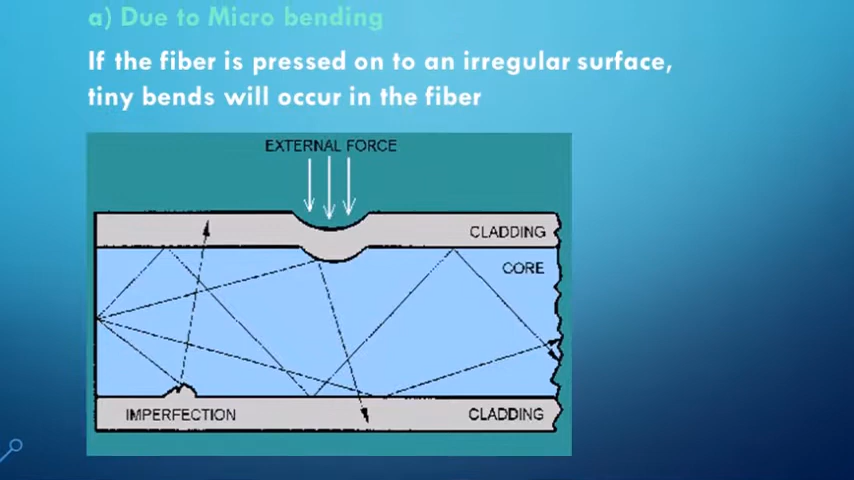 a) Due to Micro bending
If the fiber is pressed on to an irregular surface,
tiny bends will occur in the fiber
EXTERNAL FORCE
CLADDING
CORE
IMPERFECTION
CLADDING